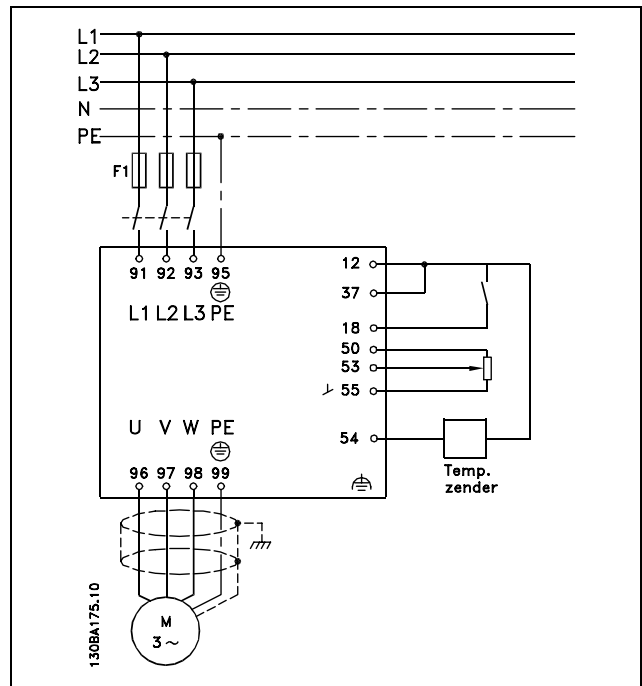 L1
L2
L3
N
PE
F1
91 92 93 95
L1 L2 L3 PE
12
37
18
50
53
55
54
U V W PE
96 97 98 99
Temp.
zender
M
3~
130BA175.10